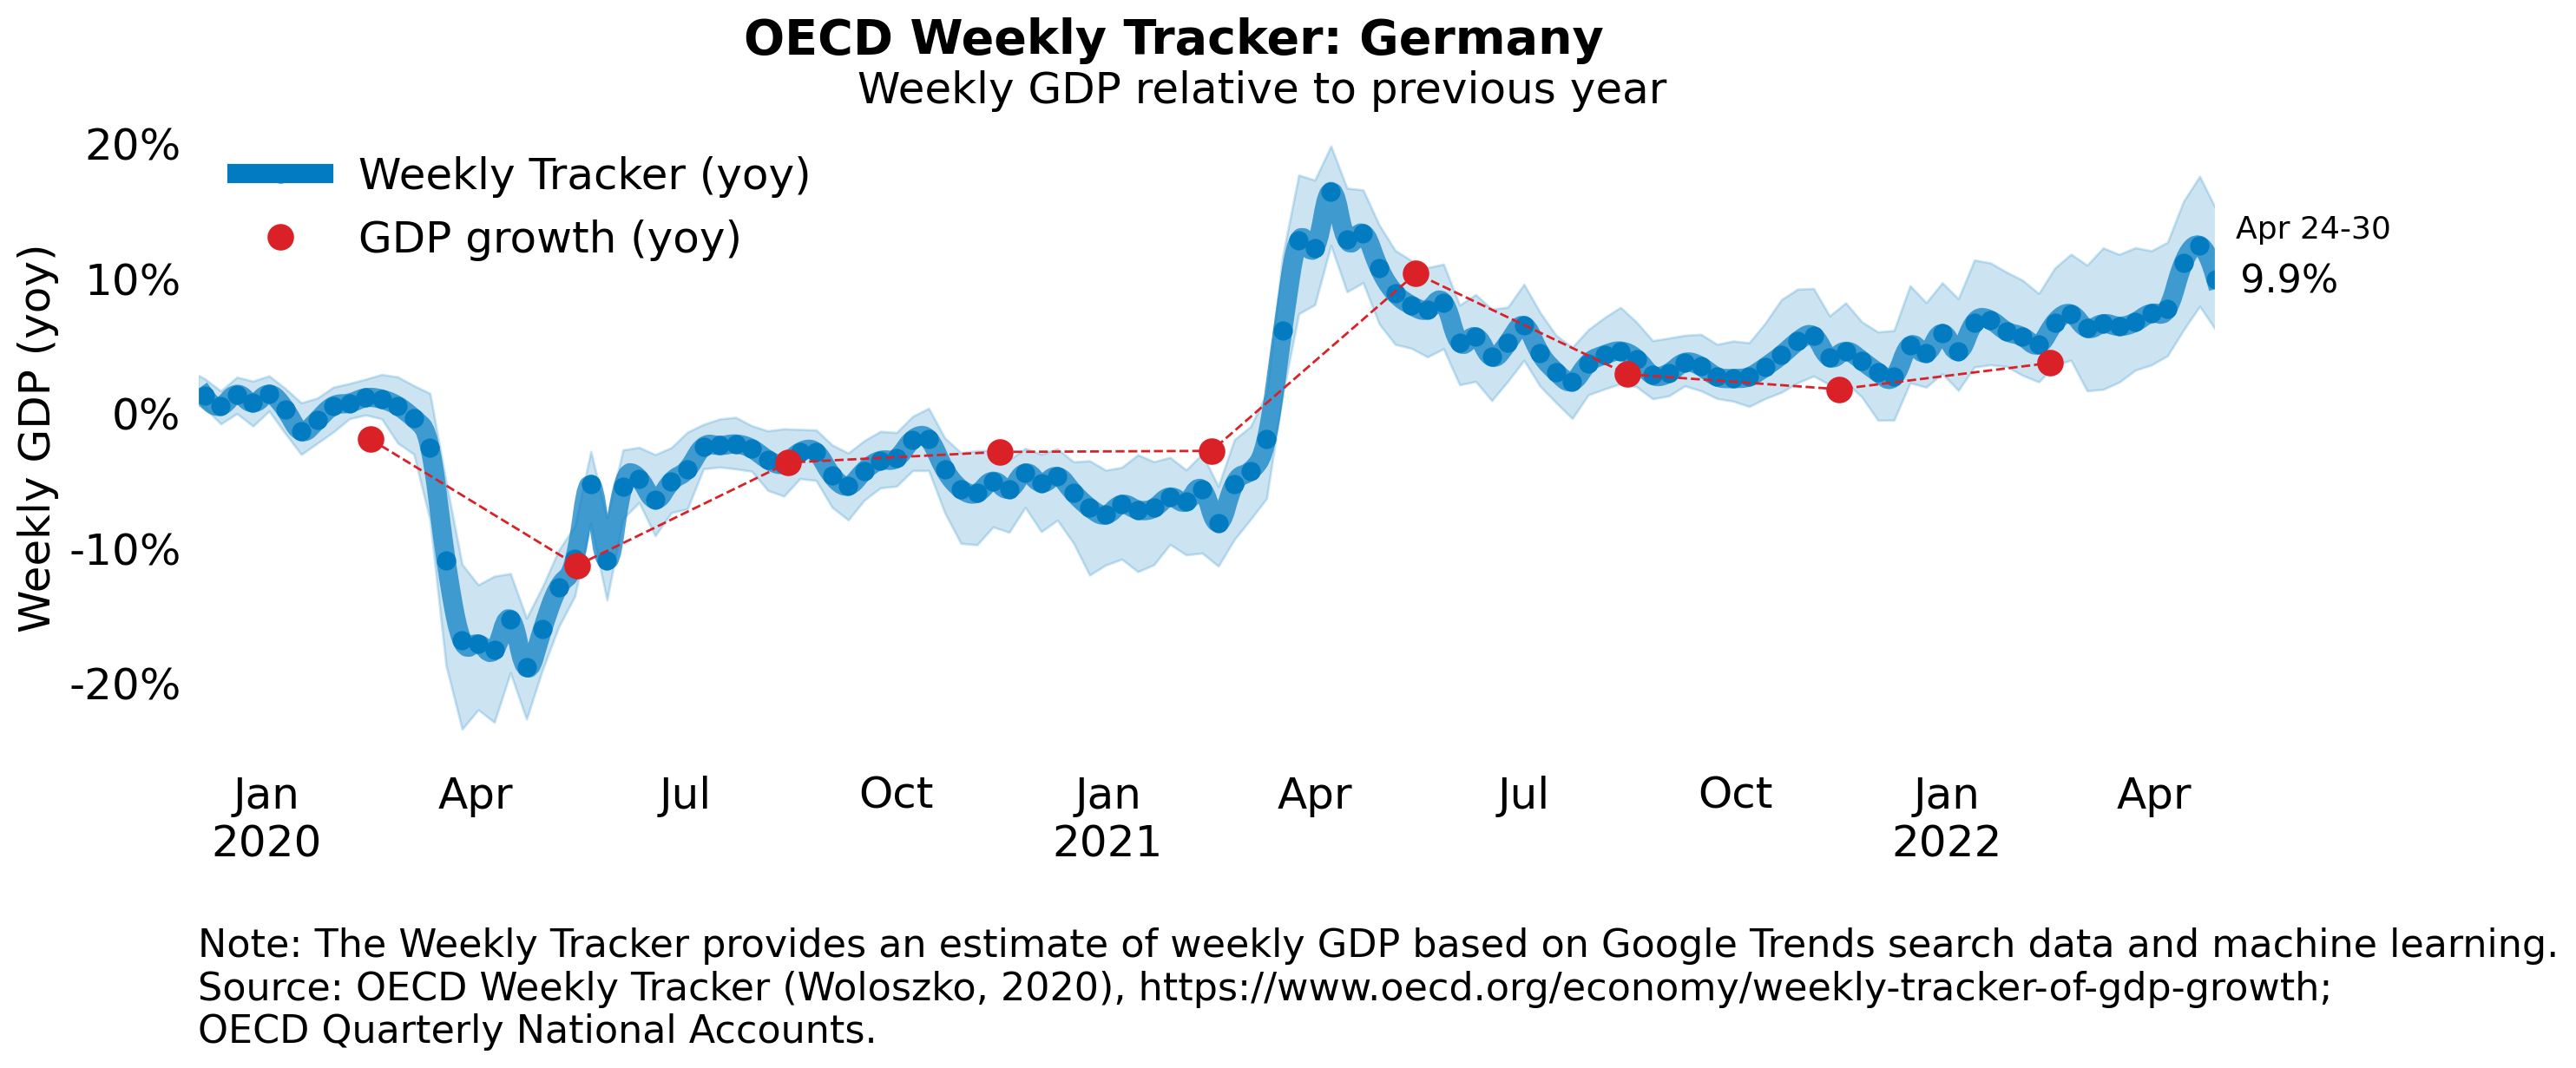 OECD Weekly Tracker: Germany
Weekly GDP relative to previous year
Weekly Tracker (yoy)
GDP growth (yoy)
Weekly GDP (yoy)
20%
10%
0%
-10%
-20%
Apr 24-30
9.9%
Jan Apr Jul Oct Jan Apr Jul Oct Jan Apr
2020 2021 2022
Note: The Weekly Tracker provides an estimate of weekly GDP based on Google Trends search data and machine learning.
Source: OECD Weekly Tracker (Woloszko, 2020), https://www.oecd.org/economy/weekly-tracker-of-gdp-growth;
OECD Quarterly National Accounts.